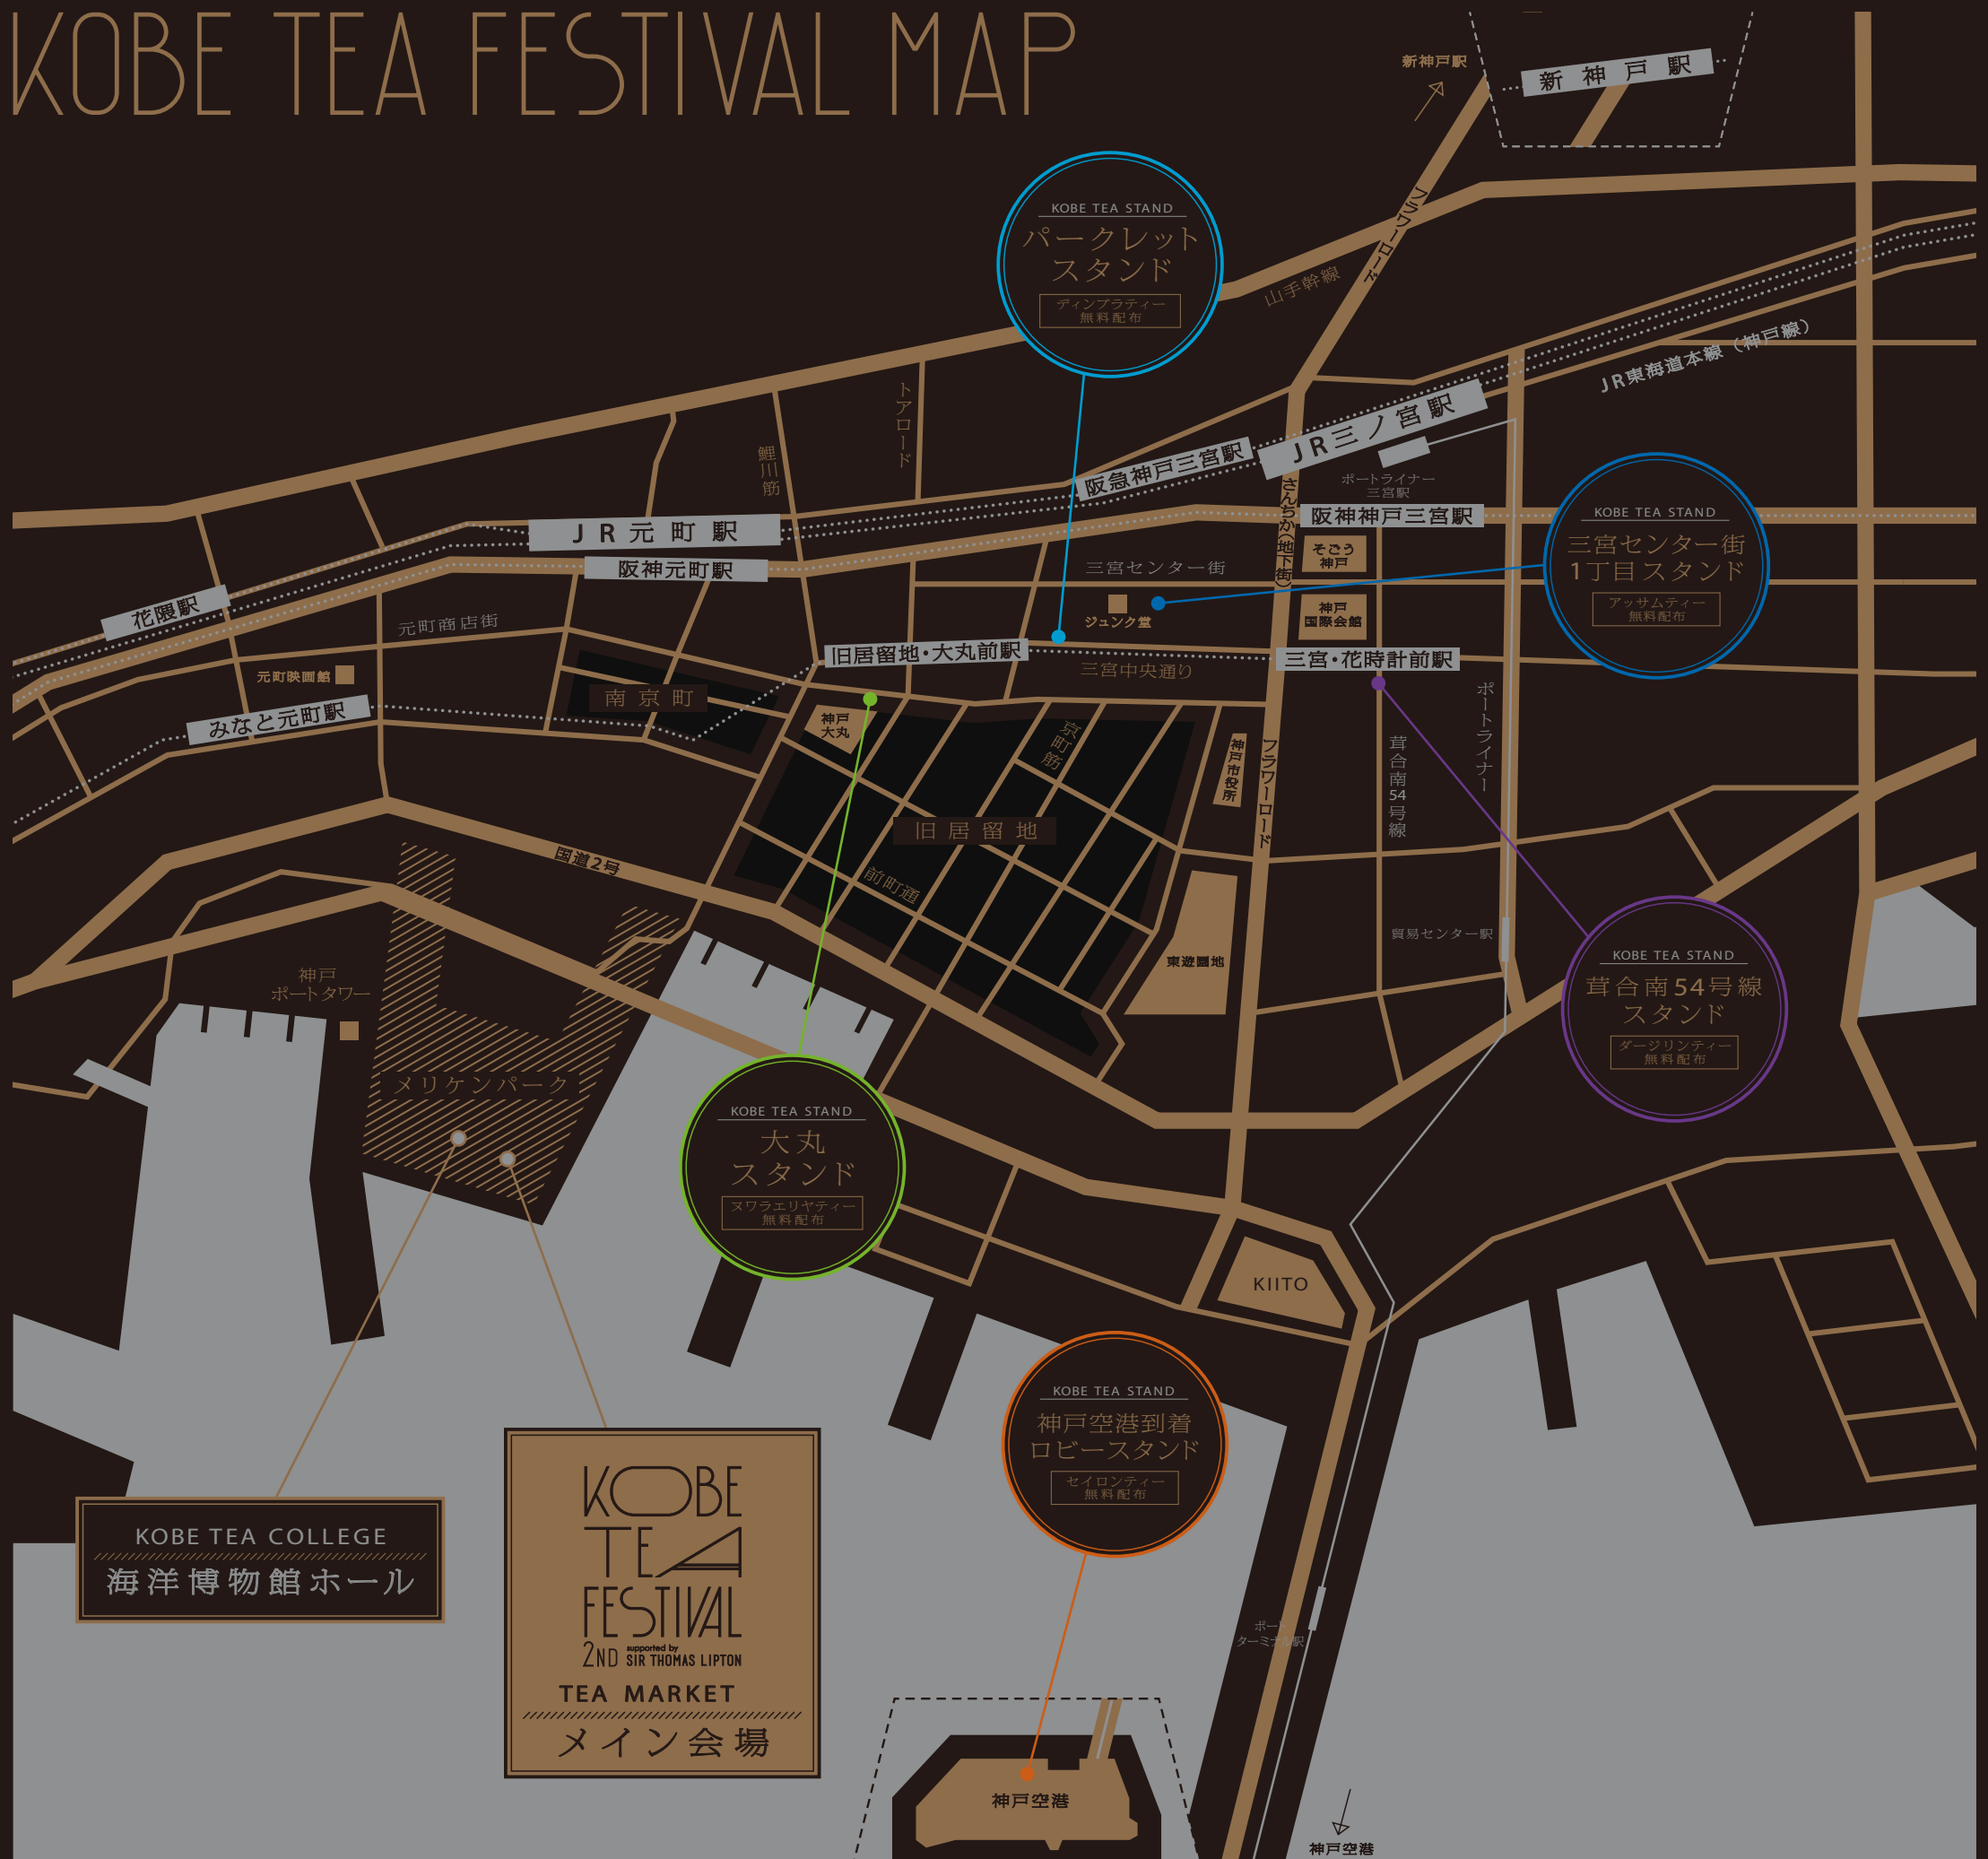 KOBE TEA FESTIVAL MAP
新神戸駅
新神戸駅
フラワーロード
山手幹線
KOBE TEA STAND
パークレット
スタンド
ディンブラティー
無料配布
JR東海道本線（神戸線）
トアロード
鯉川筋
阪急神戸三宮駅
JR三ノ宮駅
ポートライナー
三宮駅
さんちか（地下街）
阪神神戸三宮駅
JR元町駅
阪神元町駅
そごう
神戸
三宮センター街
KOBE TEA STAND
三宮センター街
1丁目スタンド
アッサムティー
無料配布
花隈駅
元町商店街
ジュンク堂
神戸
国際会館
旧居留地・大丸前駅
三宮・花時計前駅
三宮中央通り
元町映画館
南京町
みなと元町駅
神戸
大丸
京町筋
神戸市役所
フラワーロード
葺合南54号線
ポートライナー
旧居留地
国道2号
前町通
貿易センター駅
東遊園地
KOBE TEA STAND
葺合南54号線
スタンド
ダージリンティー
無料配布
神戸
ポートタワー
メリケンパーク
KOBE TEA STAND
大丸
スタンド
ヌワラエリヤティー
無料配布
KIITO
KOBE TEA STAND
神戸空港到着
ロビースタンド
セイロンティー
無料配布
KOBE TEA COLLEGE
海洋博物館ホール
KOBE
TEA
FESTIVAL
2ND supported by
SIR THOMAS LIPTON
TEA MARKET
メイン会場
ポート
ターミナル駅
神戸空港
神戸空港